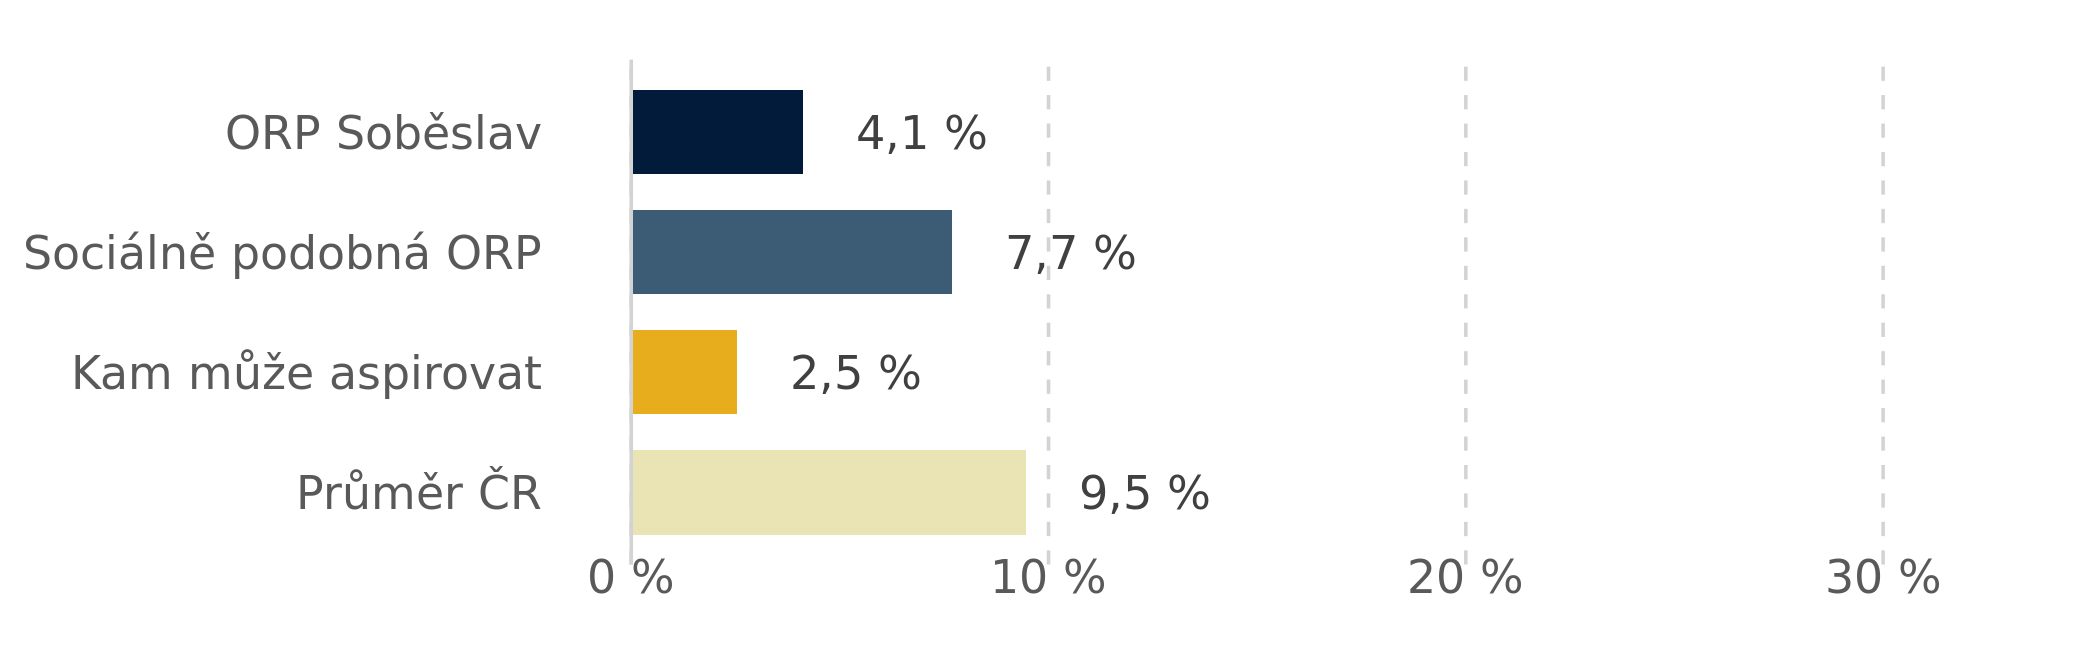 ORP Soběslav 4,1 %
Sociálně podobná ORP 7,7 %
Kam může aspirovat 2,5 %
Průměr ČR 9,5 %
0 % 10 % 20 % 30 %